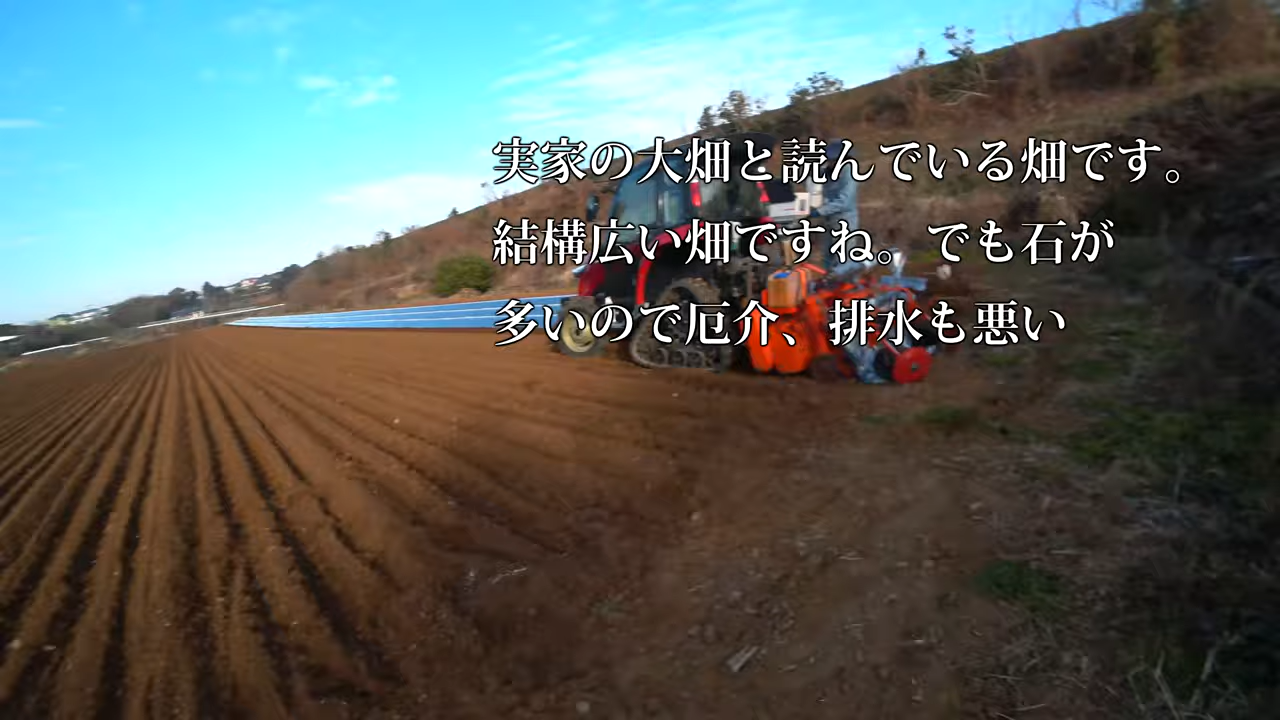 実家の大畑と読んでいる畑です。
結構広い畑ですね。でも石が
多いので厄介、排水も悪い